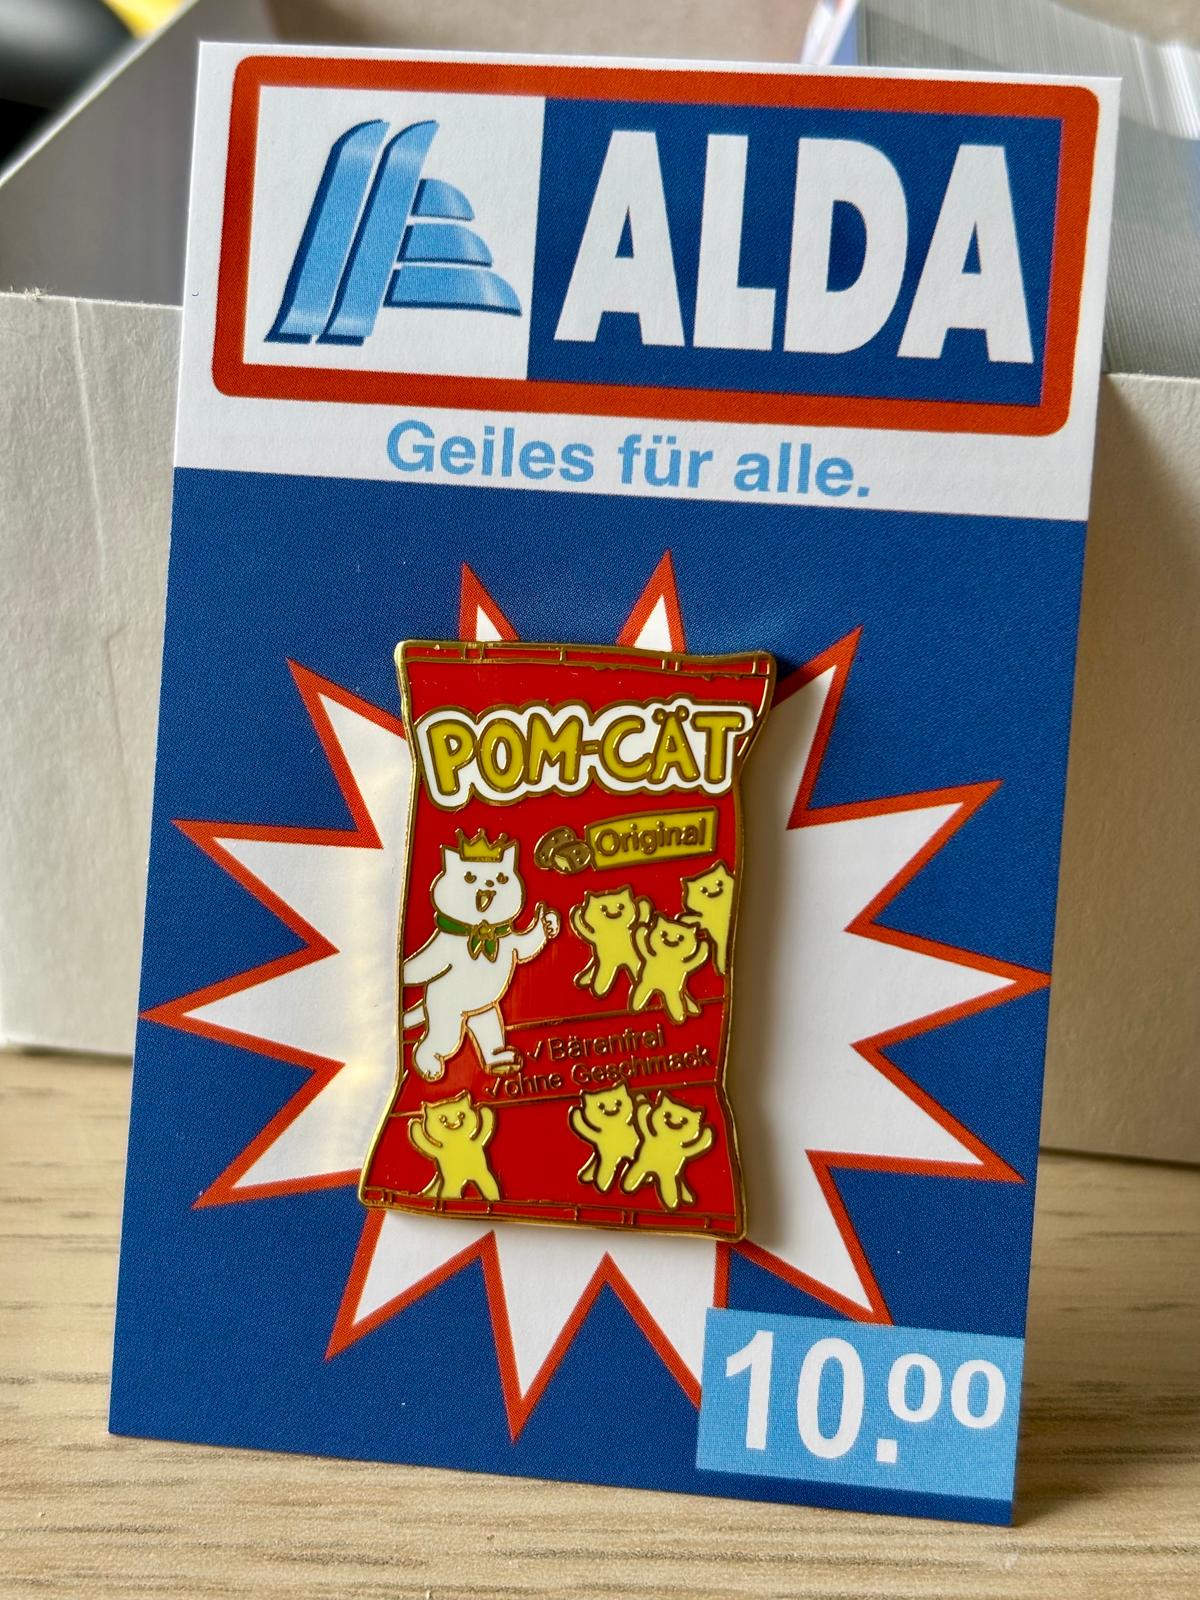 ALDA
Geiles für alle.
POM-CÄT
Original
✓Bärenfrei
✓ohne Geschmack
10.00